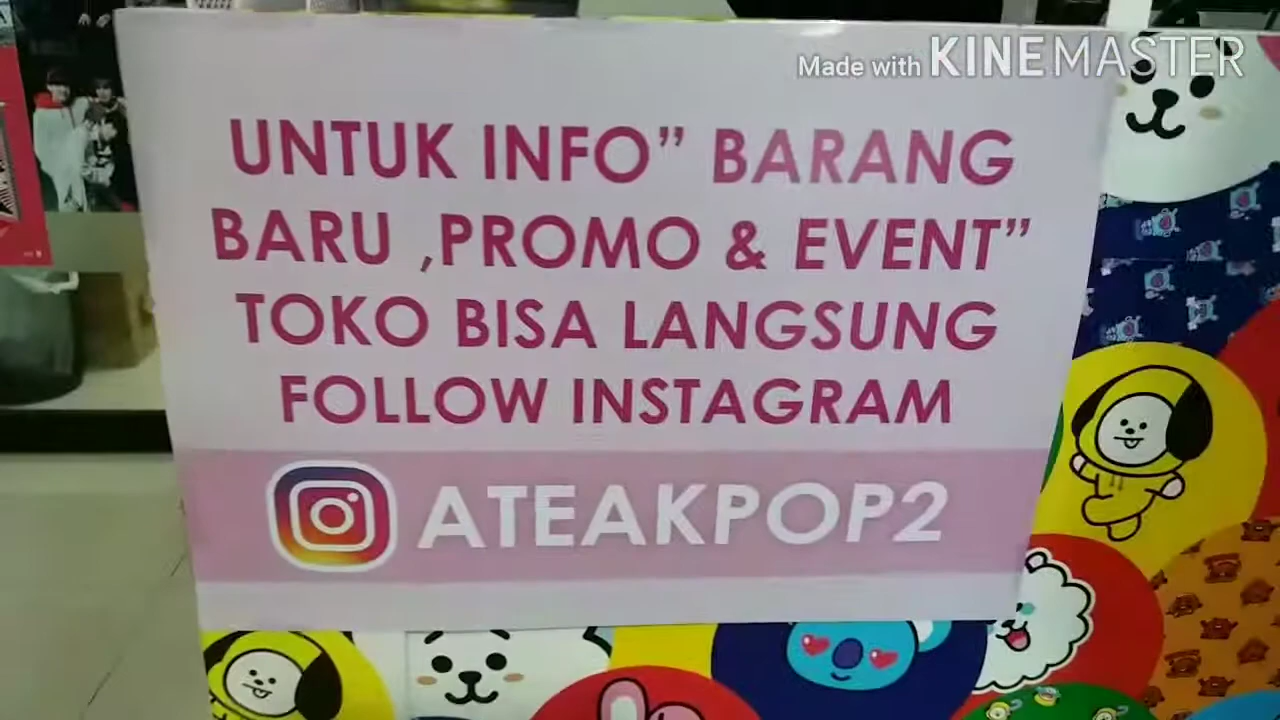 Made with KINEMASTER
UNTUK INFO” BARANG
BARU ,PROMO & EVENT”
TOKO BISA LANGSUNG
FOLLOW INSTAGRAM
ATEAKPOP2